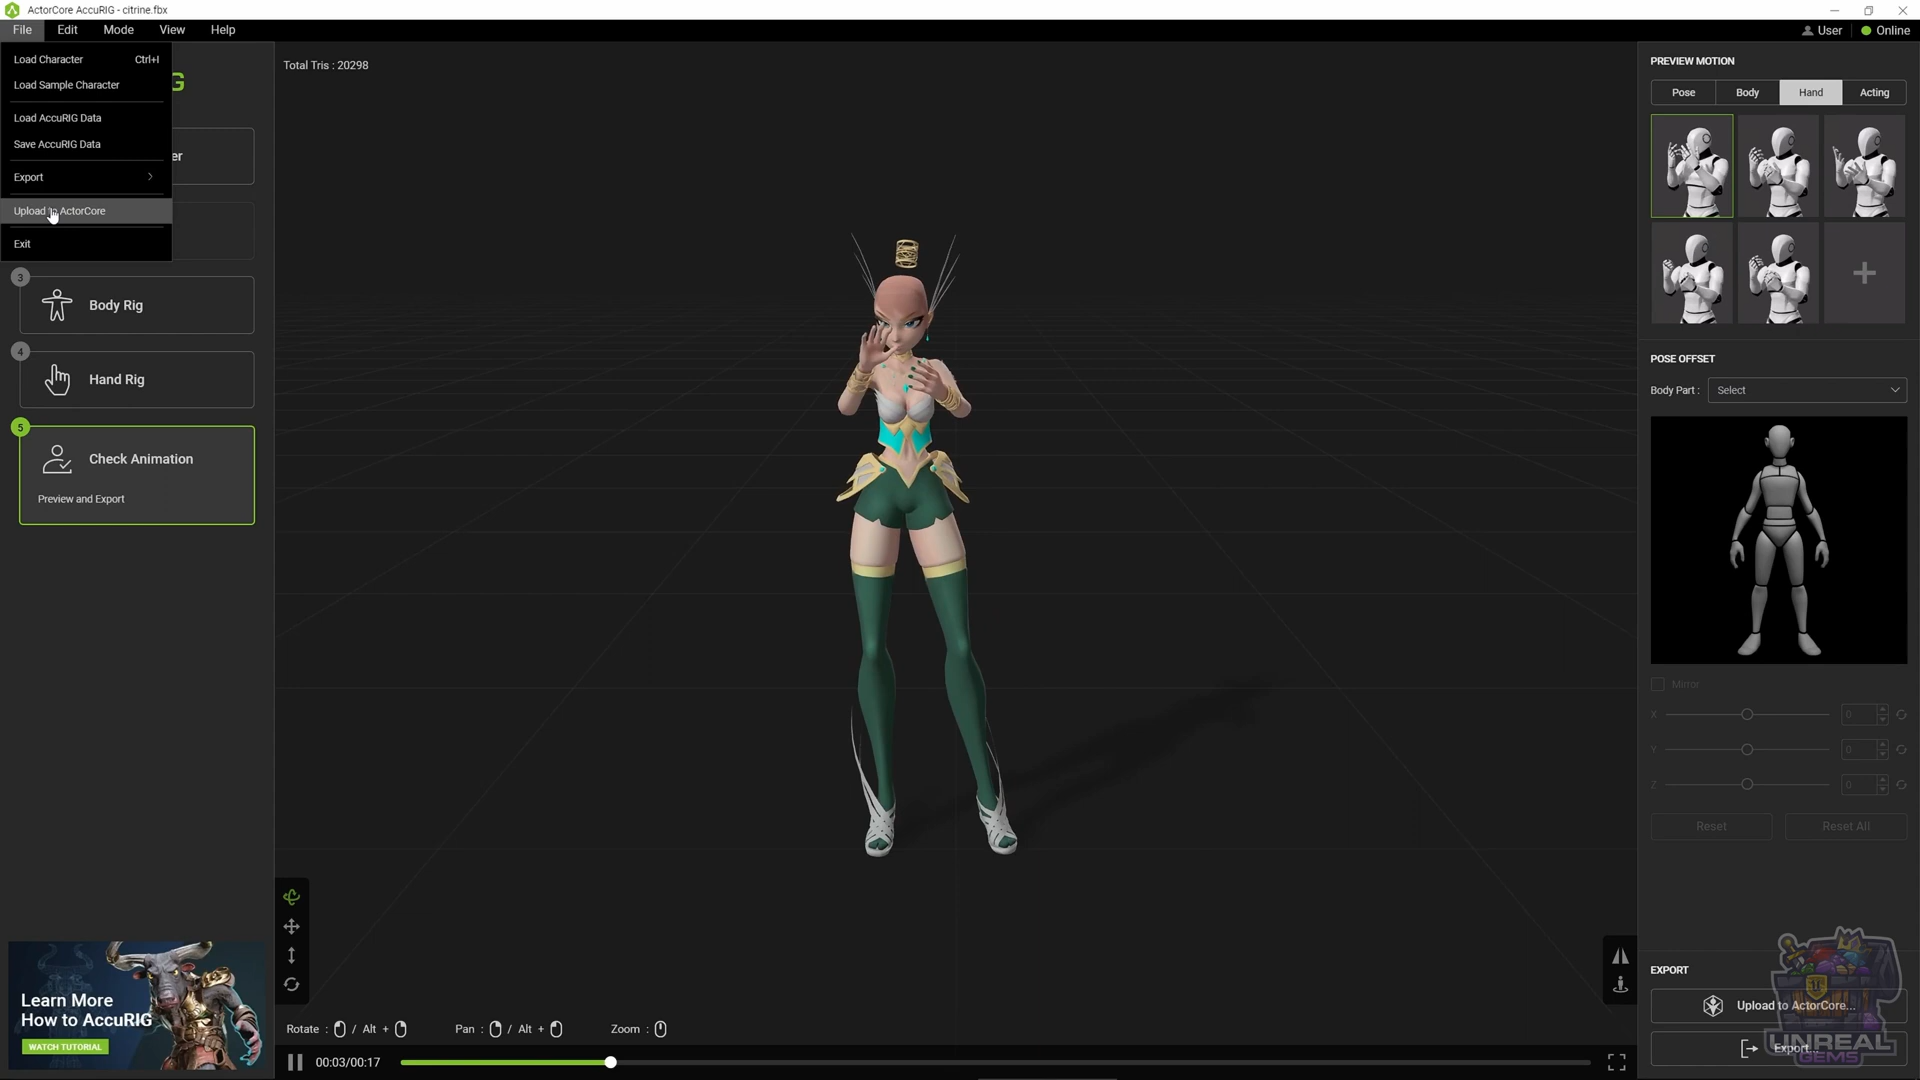 ActorCore AccuRIG - citrine.fbx
File Edit Mode View Help
User Online
Load Character Ctrl+I
Load Sample Character
Load AccuRIG Data
Save AccuRIG Data
Export
Upload to ActorCore
Exit
G
er
3
Body Rig
4
Hand Rig
5
Check Animation
Preview and Export
Learn More
How to AccuRIG
WATCH TUTORIAL
Total Tris : 20298
Rotate : / Alt + Pan : / Alt + Zoom :
00:03/00:17
PREVIEW MOTION
Pose Body Hand Acting
POSE OFFSET
Body Part : Select
Mirror
X 0
Y 0
Z 0
Reset Reset All
EXPORT
Upload to ActorCore...
Export...
UNREAL
GEMS